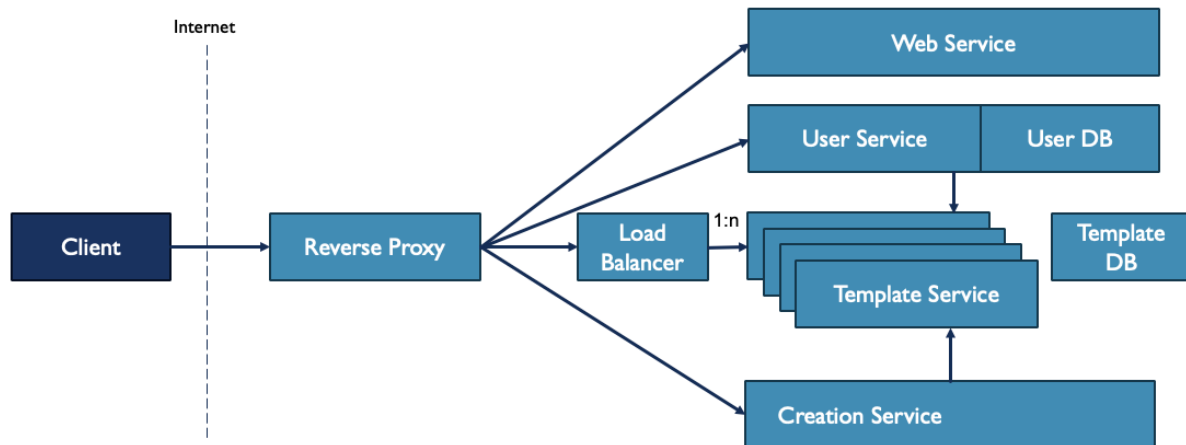 Internet
Web Service
User Service
User DB
Client
Reverse Proxy
Load
Balancer
1:n
Template
DB
Template Service
Creation Service